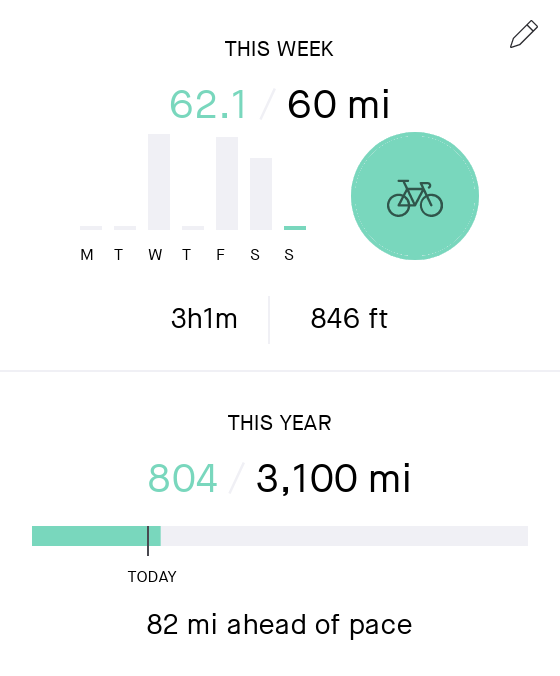 THIS WEEK
62.1 / 60 mi
M T W T F S S
3h1m 846 ft
THIS YEAR
804 / 3,100 mi
TODAY
82 mi ahead of pace